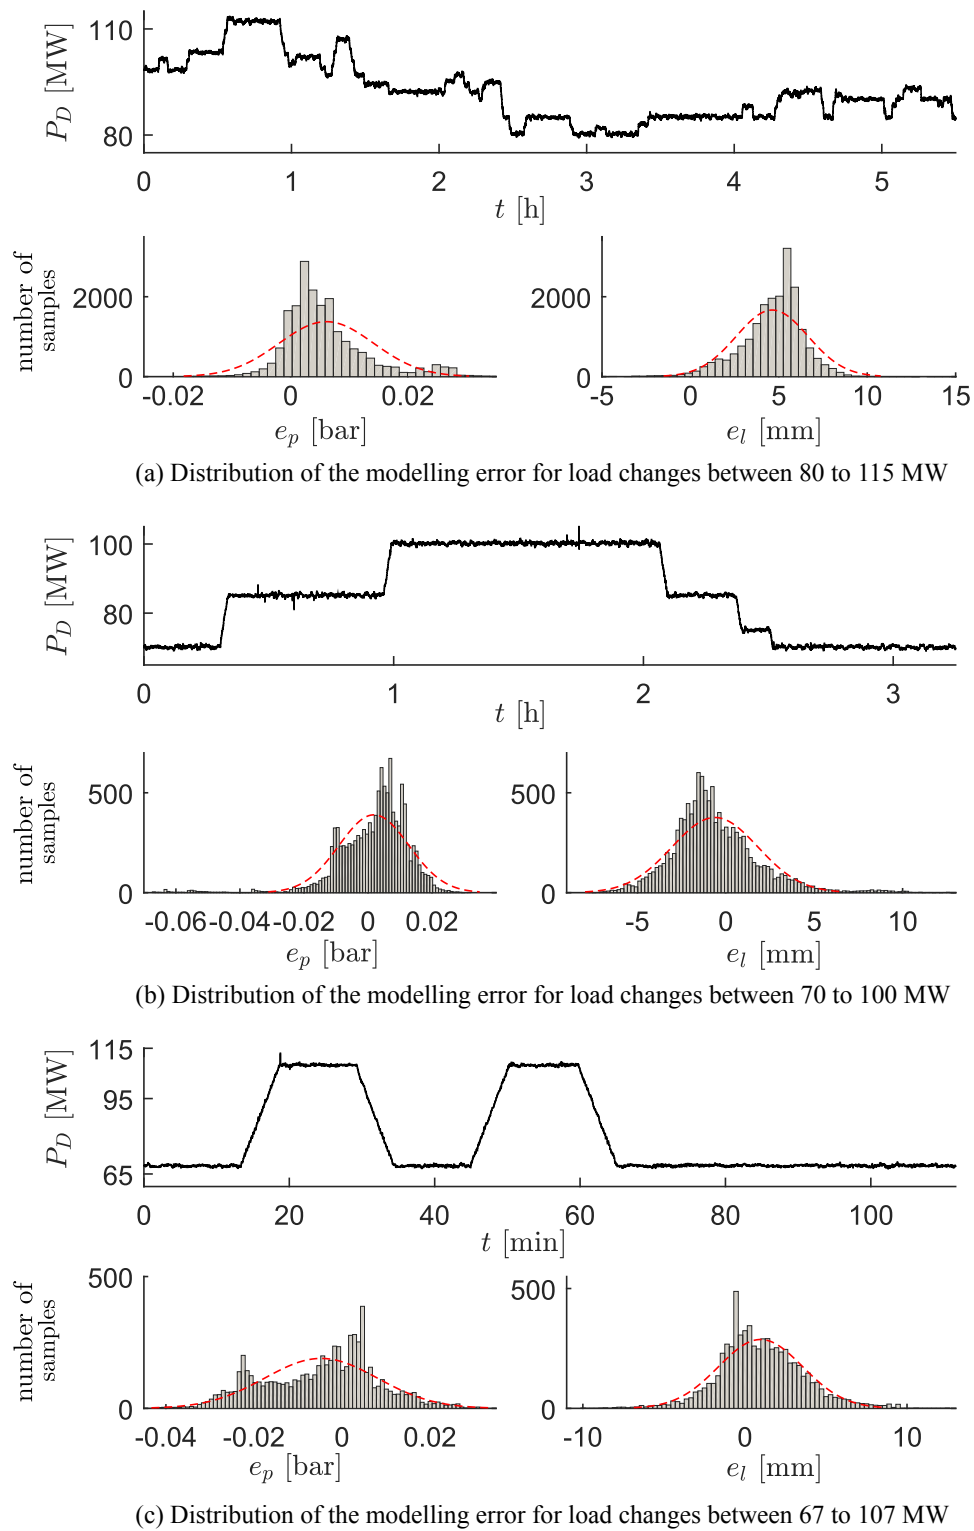 110
80
P_D [MW]
0 1 2 3 4 5
t [h]
number of
samples
2000
0
-0.02 0 0.02
e_p [bar]
2000
0
-5 0 5 10 15
e_l [mm]
(a) Distribution of the modelling error for load changes between 80 to 115 MW
100
80
P_D [MW]
0 1 2 3
t [h]
number of
samples
500
0
-0.06 -0.04 -0.02 0 0.02
e_p [bar]
500
0
-5 0 5 10
e_l [mm]
(b) Distribution of the modelling error for load changes between 70 to 100 MW
115
95
65
P_D [MW]
0 20 40 60 80 100
t [min]
number of
samples
500
0
-0.04 -0.02 0 0.02
e_p [bar]
500
0
-10 0 10
e_l [mm]
(c) Distribution of the modelling error for load changes between 67 to 107 MW